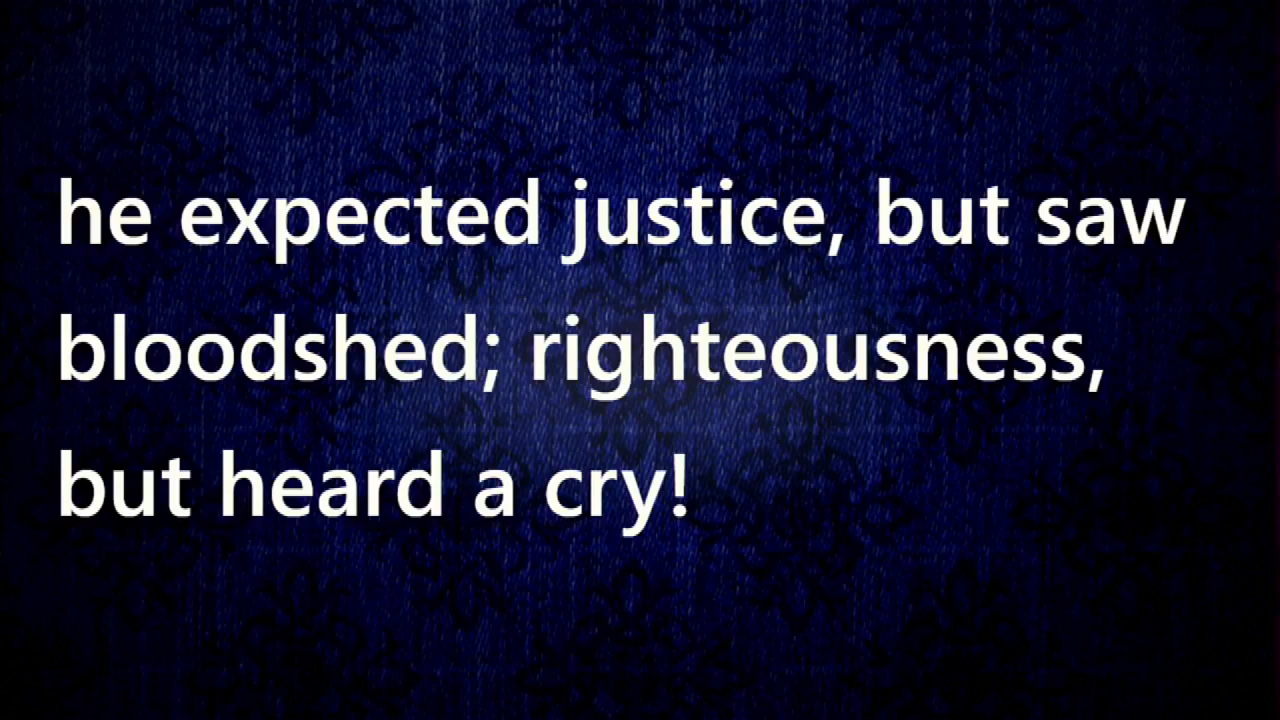 he expected justice, but saw
bloodshed; righteousness,
but heard a cry!